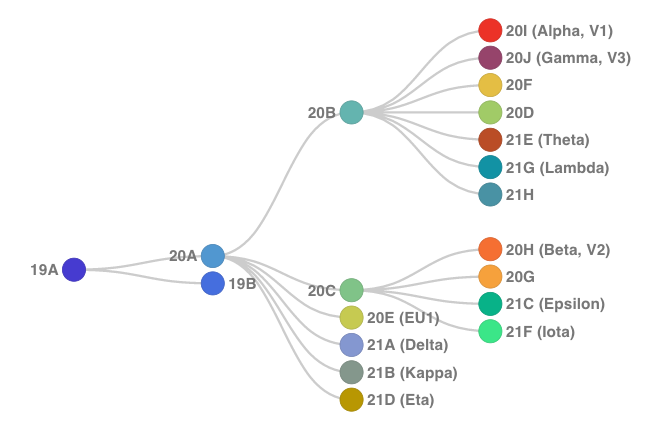 20I (Alpha, V1)
20J (Gamma, V3)
20F
20B
20D
21E (Theta)
21G (Lambda)
21H
20H (Beta, V2)
20A
19A
20G
19B
20C
21C (Epsilon)
20E (EU1)
21F (Iota)
21A (Delta)
21B (Kappa)
21D (Eta)